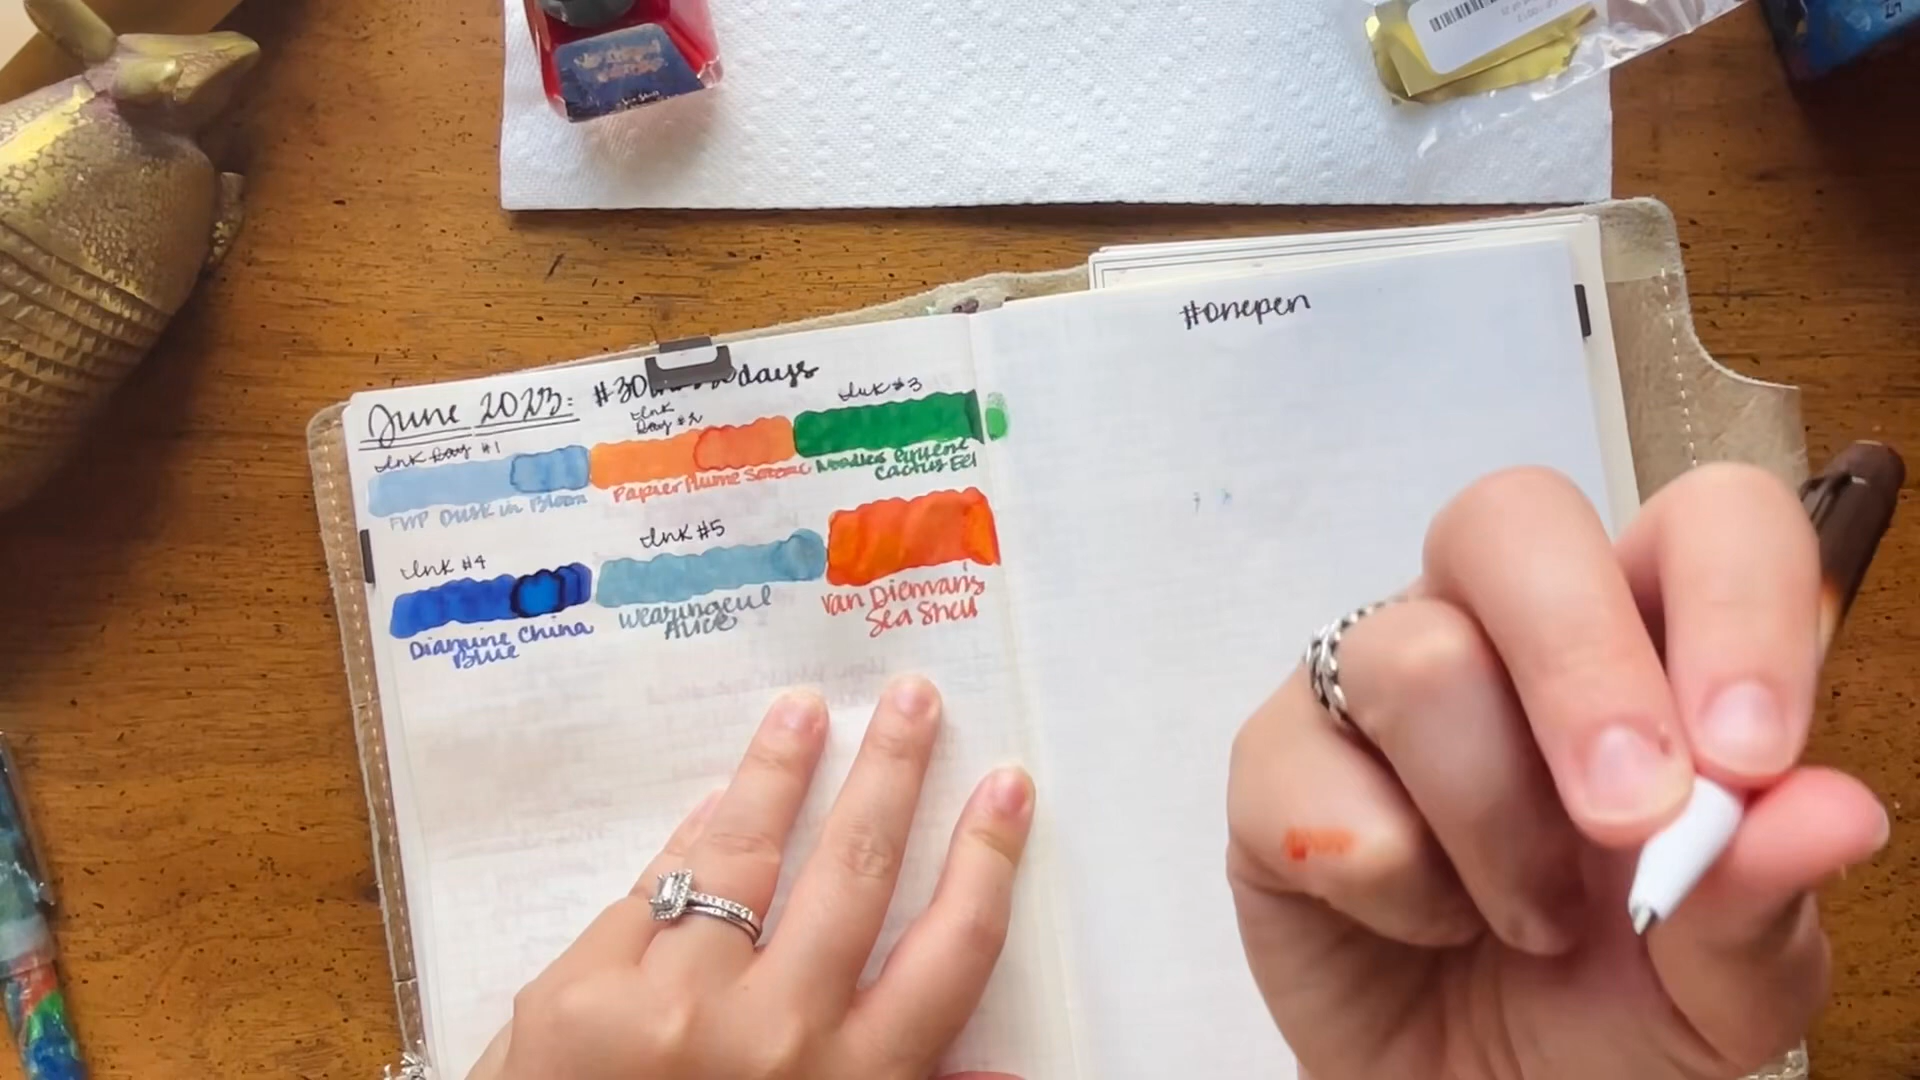 June 2023:
#30 days
Ink Day #1
Ink
Day #2
Ink #3
FWP Dusk in Bloom
Papier Plume
Noodlers
Cactus Eel
Ink #4
Ink #5
Diamine China
Blue
Wearingeul
Alice
Van Dieman's
Sea Shell
#onepen